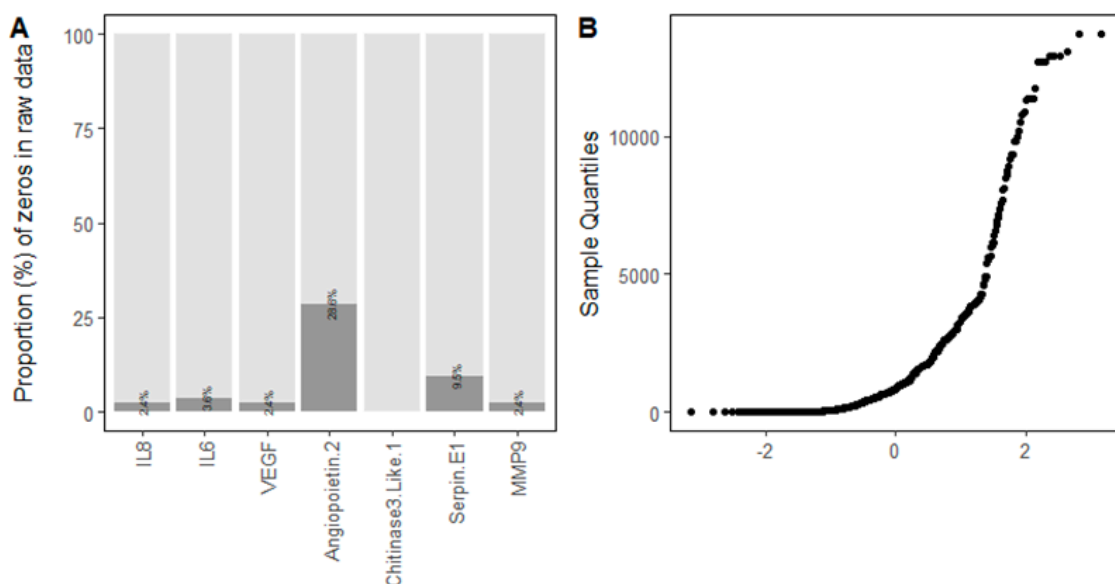 A
Proportion (%) of zeros in raw data
100
75
50
25
0
2.4%
3.6%
2.4%
28.6%
9.5%
2.4%
IL8
IL6
VEGF
Angiopoietin.2
Chitinase3.Like.1
Serpin.E1
MMP9
B
Sample Quantiles
10000
5000
0
-2
0
2